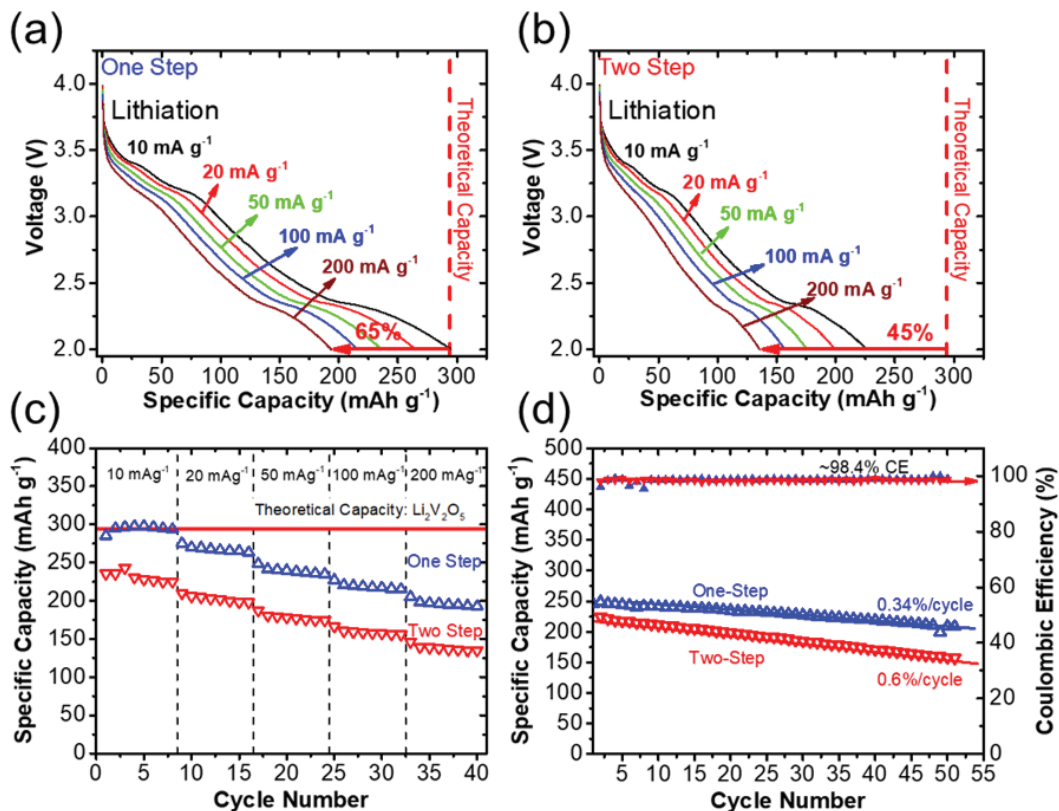 (a)
One Step
Lithiation
10 mA g-1
20 mA g-1
50 mA g-1
100 mA g-1
200 mA g-1
65%
Theoretical Capacity
Voltage (V)
4.0
3.5
3.0
2.5
2.0
0 50 100 150 200 250 300
Specific Capacity (mAh g-1)
(b)
Two Step
Lithiation
10 mA g-1
20 mA g-1
50 mA g-1
100 mA g-1
200 mA g-1
45%
Theoretical Capacity
Voltage (V)
4.0
3.5
3.0
2.5
2.0
0 50 100 150 200 250 300
Specific Capacity (mAh g-1)
(c)
10 mAg-1 20 mAg-1 50 mAg-1 100 mAg-1 200 mAg-1
Theoretical Capacity: Li2V2O5
One Step
Two Step
Specific Capacity (mAh g-1)
400
350
300
250
200
150
100
50
0
0 5 10 15 20 25 30 35 40
Cycle Number
(d)
~98.4% CE
One-Step
0.34%/cycle
Two-Step
0.6%/cycle
Specific Capacity (mAh g-1)
500
450
400
350
300
250
200
150
100
50
0
5 10 15 20 25 30 35 40 45 50 55
Cycle Number
100
80
60
40
20
0
Coulombic Efficiency (%)